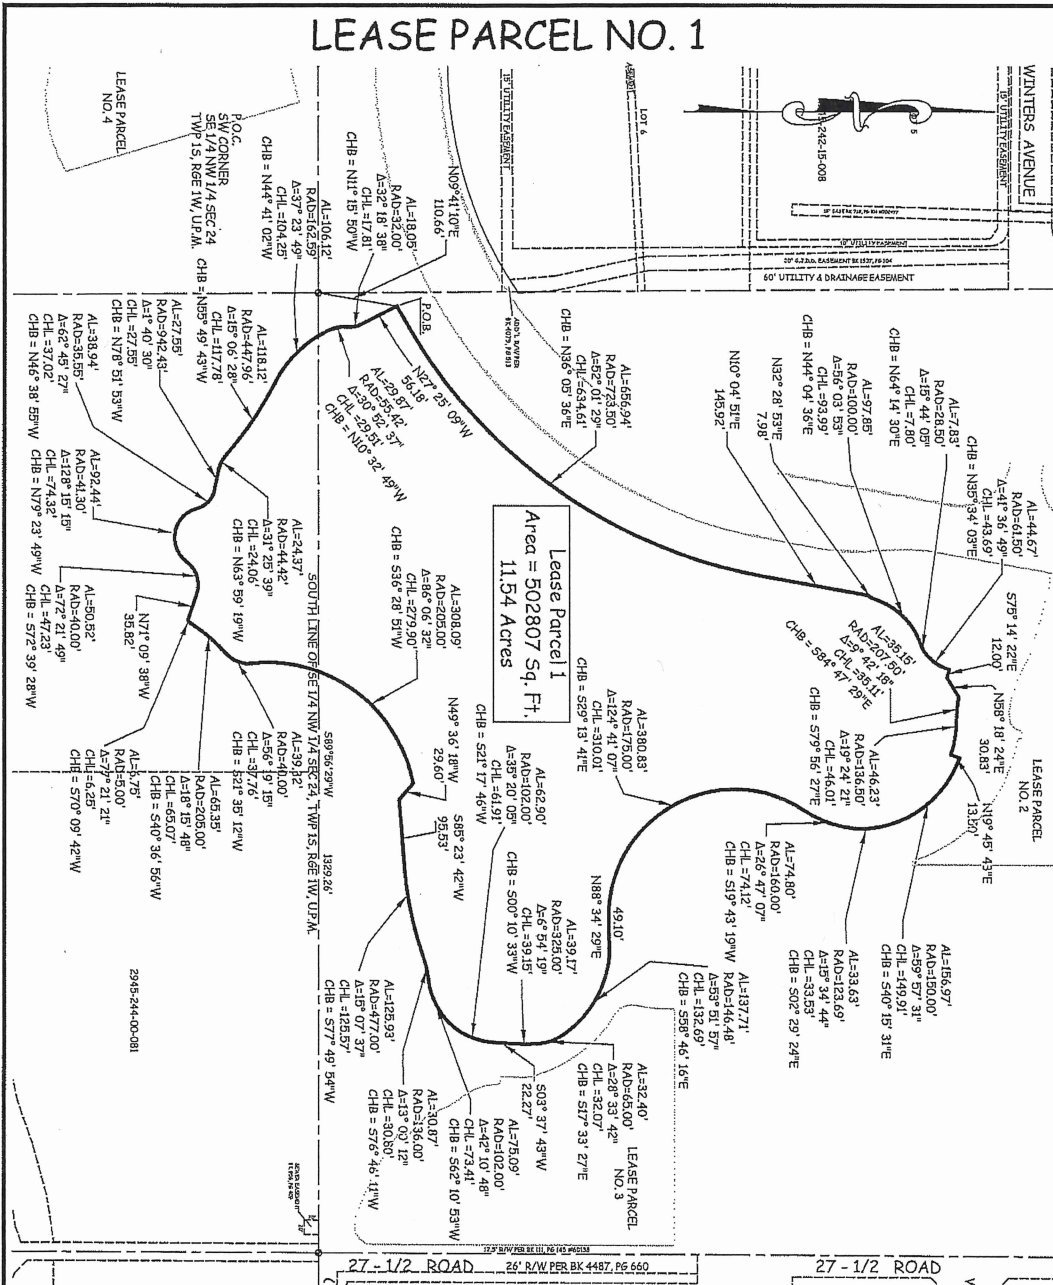 LEASE PARCEL NO. 1
LEASE PARCEL
NO. 4
P.O.C.
SW CORNER
SE 1/4 NW 1/4 SEC 24
TWP 1S, RGE 1W, U.P.M.
15' UTILITY EASEMENT
LOT 6
WINTERS AVENUE
15' UTILITY EASEMENT
10' UTILITY EASEMENT
60' UTILITY & DRAINAGE EASEMENT
N09°41'10"E
110.66'
AL=18.05'
RAD=32.00'
Δ=32° 18' 38"
CHL =17.81'
CHB = N11° 15' 50"W
AL=106.12'
RAD=162.59'
Δ=37° 23' 49"
CHL =104.25'
CHB = N44° 41' 02"W
AL=118.12'
RAD=447.96'
Δ=15° 06' 28"
CHL =117.78'
CHB = N55° 49' 43"W
AL=27.55'
RAD=942.43'
Δ=1° 40' 30"
CHL =27.55'
CHB = N78° 51' 53"W
AL=38.94'
RAD=35.55'
Δ=62° 45' 27"
CHL =37.02'
CHB = N46° 38' 55"W
AL=92.44'
RAD=41.30'
Δ=128° 15' 15"
CHL =74.32'
CHB = N79° 23' 49"W
AL=50.52'
RAD=40.00'
Δ=72° 21' 49"
CHL =47.23'
CHB = S72° 39' 28"W
N71° 09' 38"W
35.82'
AL=6.75'
RAD=5.00'
Δ=77° 21' 21"
CHL =6.25'
CHB = S70° 09' 42"W
AL=65.35'
RAD=205.00'
Δ=18° 15' 48"
CHL =65.07'
CHB = S40° 36' 56"W
AL=39.32'
RAD=40.00'
Δ=56° 19' 15"
CHL =37.76'
CHB = S21° 35' 12"W
AL=24.37'
RAD=44.42'
Δ=31° 25' 39"
CHL =24.06'
CHB = N63° 59' 19"W
P.O.B.
N27° 25' 09"W
56.18'
AL=29.87'
RAD=55.42'
Δ=30° 52' 37"
CHL =29.51'
CHB = N10° 32' 49"W
SOUTH LINE OF SE 1/4 NW 1/4 SEC 24, TWP 1S, RGE 1W, U.P.M.
S89°56'29"W
1329.26'
AL=656.94'
RAD=723.50'
Δ=52° 01' 29"
CHL =634.61'
CHB = N36° 05' 36"E
N10° 04' 51"E
145.92'
N32° 28' 53"E
7.98'
AL=97.85'
RAD=100.00'
Δ=56° 03' 53"
CHL =93.99'
CHB = N44° 04' 36"E
AL=7.83'
RAD=28.50'
Δ=15° 44' 05"
CHL =7.80'
CHB = N64° 14' 30"E
AL=44.67'
RAD=61.50'
Δ=41° 36' 49"
CHL =43.69'
CHB = N35° 34' 03"E
S75° 14' 22"E
12.00'
N58° 18' 24"E
30.83'
LEASE PARCEL
NO. 2
N19° 45' 43"E
AL=35.15'
RAD=207.50'
Δ=9° 42' 18"
CHL =35.11'
CHB = S84° 47' 29"E
AL=46.23'
RAD=136.50'
Δ=19° 24' 21"
CHL =46.01'
CHB = S79° 56' 27"E
AL=156.97'
RAD=150.00'
Δ=59° 57' 31"
CHL =149.91'
CHB = S40° 15' 31"E
AL=33.63'
RAD=123.69'
Δ=15° 34' 44"
CHL =33.53'
CHB = S02° 29' 24"E
AL=74.80'
RAD=160.00'
Δ=26° 47' 07"
CHL =74.12'
CHB = S19° 43' 19"W
AL=380.83'
RAD=175.00'
Δ=124° 41' 07"
CHL =310.01'
CHB = S29° 13' 41"E
Lease Parcel 1
Area = 502807 Sq. Ft.
11.54 Acres
AL=308.09'
RAD=205.00'
Δ=86° 06' 32"
CHL =279.90'
CHB = S36° 28' 51"W
N49° 36' 18"W
29.60'
S85° 23' 42"W
95.53'
AL=62.90'
RAD=102.00'
Δ=35° 20' 05"
CHL =61.91'
CHB = S21° 17' 46"W
AL=39.17'
RAD=325.00'
Δ=6° 54' 19"
CHL =39.15'
CHB = S00° 10' 33"W
N88° 34' 29"E
49.10'
AL=137.71'
RAD=146.48'
Δ=53° 51' 57"
CHL =132.69'
CHB = S58° 46' 16"E
AL=32.40'
RAD=65.00'
Δ=28° 33' 42"
CHL =32.07'
CHB = S17° 33' 27"E
LEASE PARCEL
NO. 3
S03° 37' 43"W
22.27'
AL=75.09'
RAD=102.00'
Δ=42° 10' 48"
CHL =73.41'
CHB = S62° 10' 53"W
AL=30.87'
RAD=136.00'
Δ=13° 00' 12"
CHL =30.80'
CHB = S76° 46' 11"W
AL=125.93'
RAD=477.00'
Δ=15° 07' 37"
CHL =125.57'
CHB = S77° 49' 54"W
2945-244-00-081
27 - 1/2 ROAD
26' R/W PER BK 4487, PG 660
27 - 1/2 ROAD